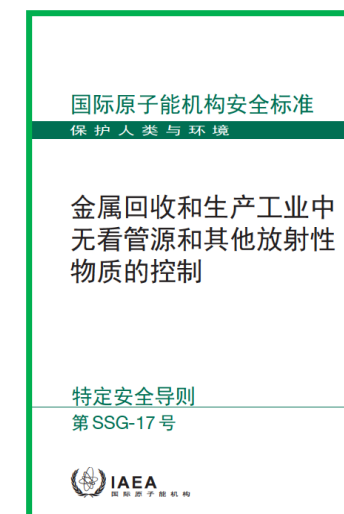 国际原子能机构安全标准
保护人类与环境
金属回收和生产工业中
无看管源和其他放射性
物质的控制
特定安全导则
第 SSG-17 号
IAEA
国际原子能机构